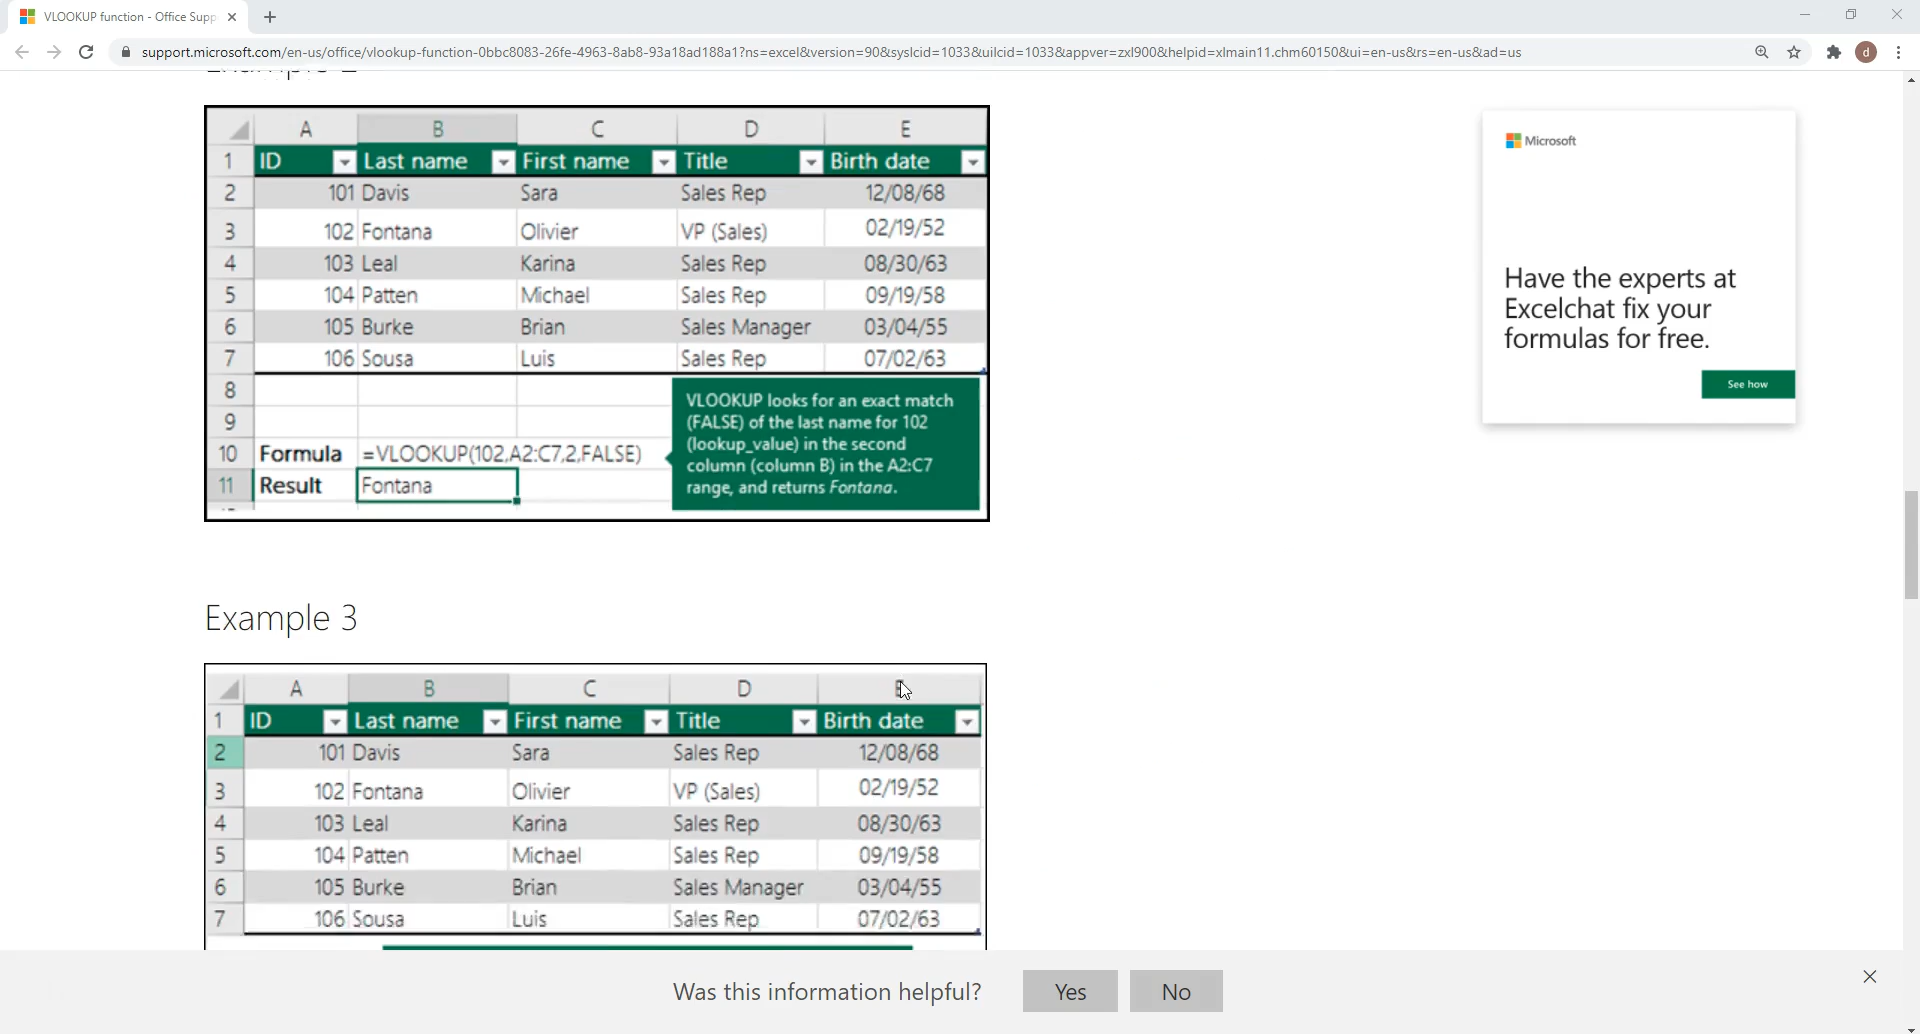 VLOOKUP function - Office Supp
support.microsoft.com/en-us/office/vlookup-function-0bbc8083-26fe-4963-8ab8-93a18ad188a1?ns=excel&version=90&syslcid=1033&uilcid=1033&appver=zxl900&helpid=xlmain11.chm60150&ui=en-us&rs=en-us&ad=us
d
A B C D E
1 ID Last name First name Title Birth date
2 101 Davis Sara Sales Rep 12/08/68
3 102 Fontana Olivier VP (Sales) 02/19/52
4 103 Leal Karina Sales Rep 08/30/63
5 104 Patten Michael Sales Rep 09/19/58
6 105 Burke Brian Sales Manager 03/04/55
7 106 Sousa Luis Sales Rep 07/02/63
8
9
10 Formula =VLOOKUP(102,A2:C7,2,FALSE)
11 Result Fontana
VLOOKUP looks for an exact match
(FALSE) of the last name for 102
(lookup_value) in the second
column (column B) in the A2:C7
range, and returns Fontana.
Microsoft
Have the experts at
Excelchat fix your
formulas for free.
See how
Example 3
A B C D
1 ID Last name First name Title Birth date
2 101 Davis Sara Sales Rep 12/08/68
3 102 Fontana Olivier VP (Sales) 02/19/52
4 103 Leal Karina Sales Rep 08/30/63
5 104 Patten Michael Sales Rep 09/19/58
6 105 Burke Brian Sales Manager 03/04/55
7 106 Sousa Luis Sales Rep 07/02/63
Was this information helpful? Yes No